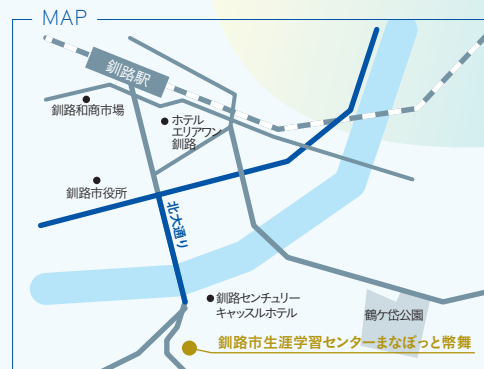 MAP
釧路駅
釧路和商市場
ホテル
エリアワン
釧路
釧路市役所
北大通り
釧路センチュリー
キャッスルホテル
鶴ケ岱公園
釧路市生涯学習センターまなぼっと幣舞